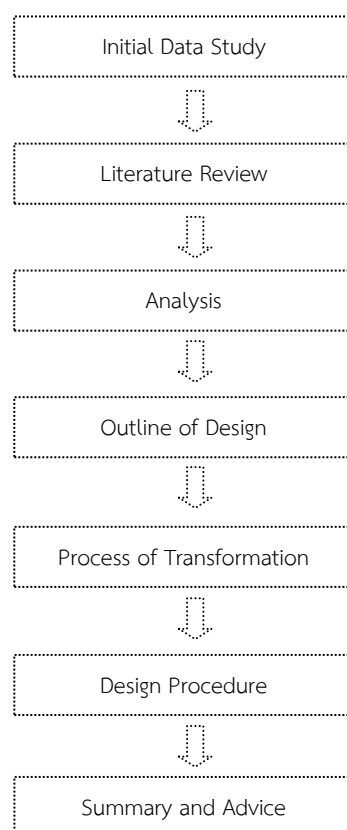 Initial Data Study
Literature Review
Analysis
Outline of Design
Process of Transformation
Design Procedure
Summary and Advice